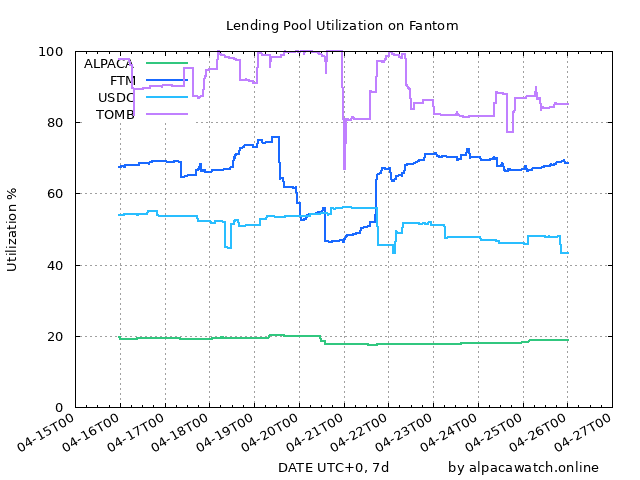 Lending Pool Utilization on Fantom
100
80
60
40
20
0
Utilization %
ALPACA
FTM
USDC
TOMB
04-15T00
04-16T00
04-17T00
04-18T00
04-19T00
04-20T00
04-21T00
04-22T00
04-23T00
04-24T00
04-25T00
04-26T00
04-27T00
DATE UTC+0, 7d by alpacawatch.online